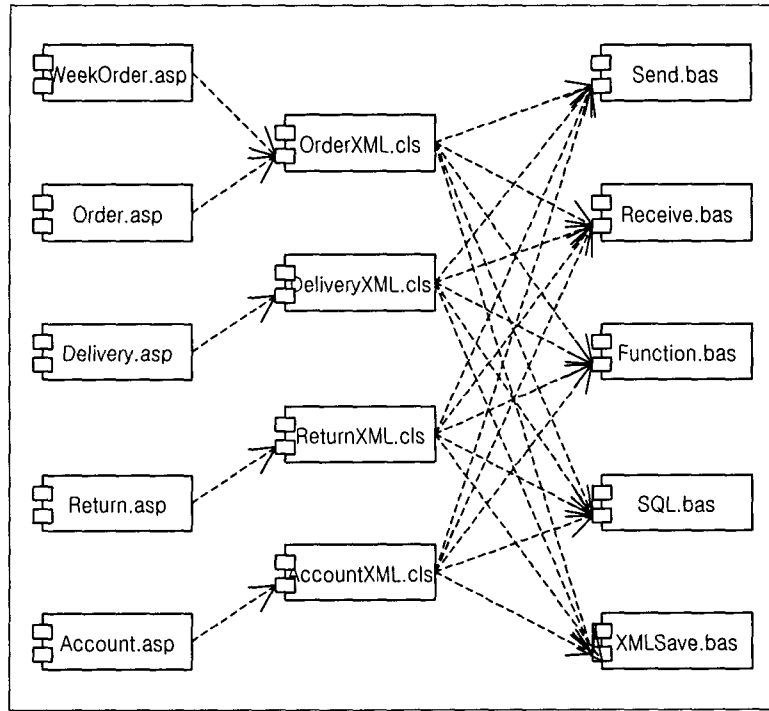 WeekOrder.asp
Send.bas
OrderXML.cls
Order.asp
Receive.bas
DeliveryXML.cls
Delivery.asp
Function.bas
ReturnXML.cls
Return.asp
SQL.bas
AccountXML.cls
Account.asp
XMLSave.bas